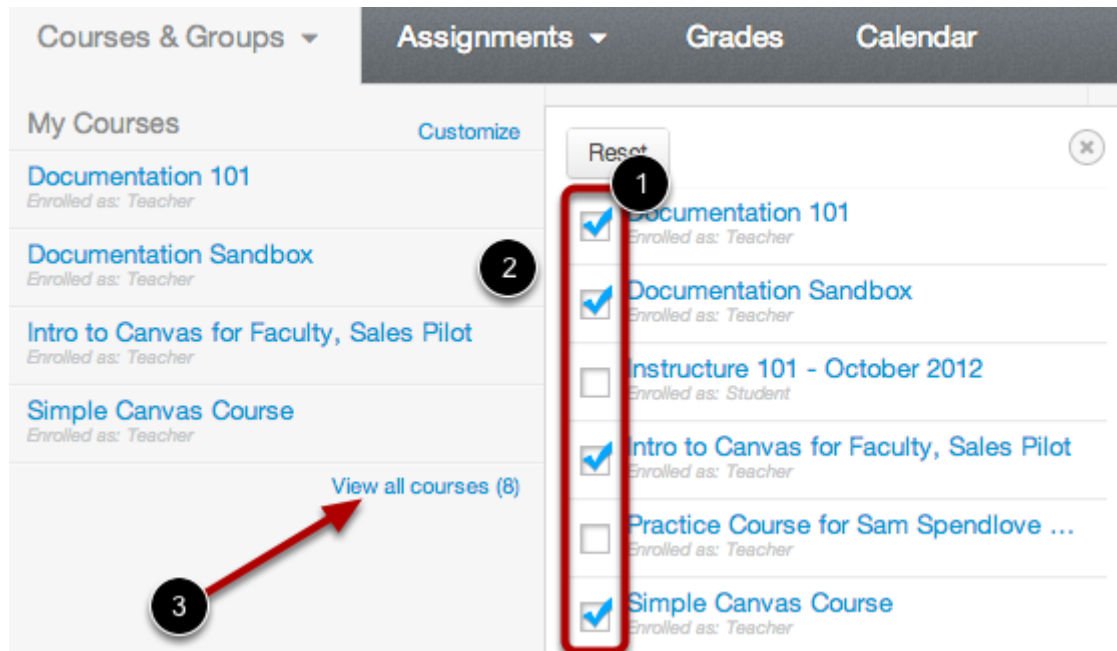 Courses & Groups Assignments Grades Calendar
My Courses Customize
Documentation 101
Enrolled as: Teacher
Documentation Sandbox
Enrolled as: Teacher
Intro to Canvas for Faculty, Sales Pilot
Enrolled as: Teacher
Simple Canvas Course
Enrolled as: Teacher
View all courses (8)
3
2
Reset
1
Documentation 101
Enrolled as: Teacher
Documentation Sandbox
Enrolled as: Teacher
Instructure 101 - October 2012
Enrolled as: Student
Intro to Canvas for Faculty, Sales Pilot
Enrolled as: Teacher
Practice Course for Sam Spendlove ...
Enrolled as: Teacher
Simple Canvas Course
Enrolled as: Teacher